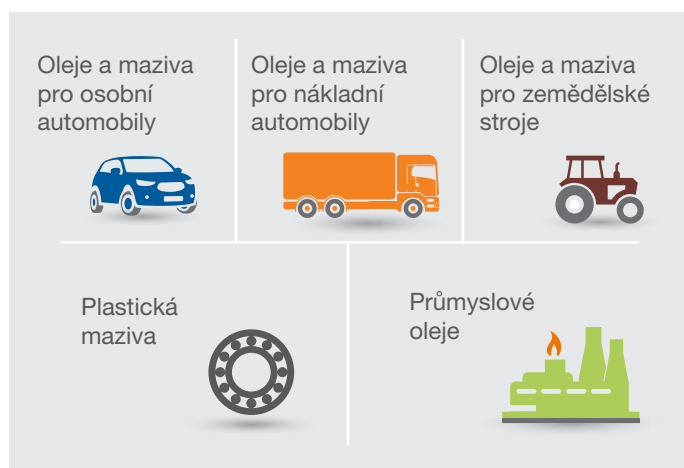 Oleje a maziva
pro osobní
automobily
Oleje a maziva
pro nákladní
automobily
Oleje a maziva
pro zemědělské
stroje
Plastická
maziva
Průmyslové
oleje